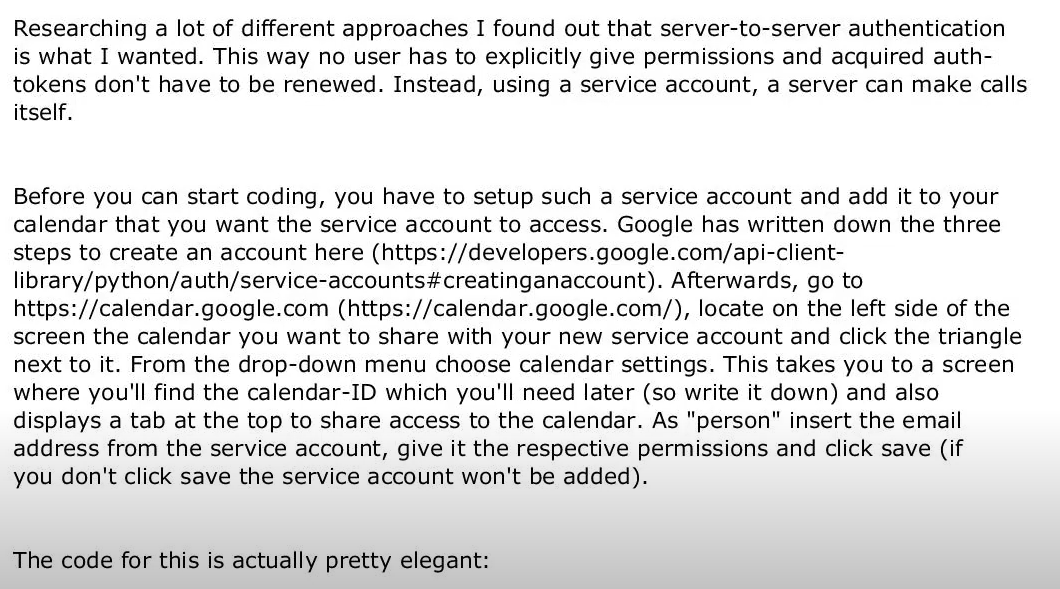 Researching a lot of different approaches I found out that server-to-server authentication
is what I wanted. This way no user has to explicitly give permissions and acquired auth-
tokens don't have to be renewed. Instead, using a service account, a server can make calls
itself.
Before you can start coding, you have to setup such a service account and add it to your
calendar that you want the service account to access. Google has written down the three
steps to create an account here (https://developers.google.com/api-client-
library/python/auth/service-accounts#creatinganaccount). Afterwards, go to
https://calendar.google.com (https://calendar.google.com/), locate on the left side of the
screen the calendar you want to share with your new service account and click the triangle
next to it. From the drop-down menu choose calendar settings. This takes you to a screen
where you'll find the calendar-ID which you'll need later (so write it down) and also
displays a tab at the top to share access to the calendar. As "person" insert the email
address from the service account, give it the respective permissions and click save (if
you don't click save the service account won't be added).
The code for this is actually pretty elegant: